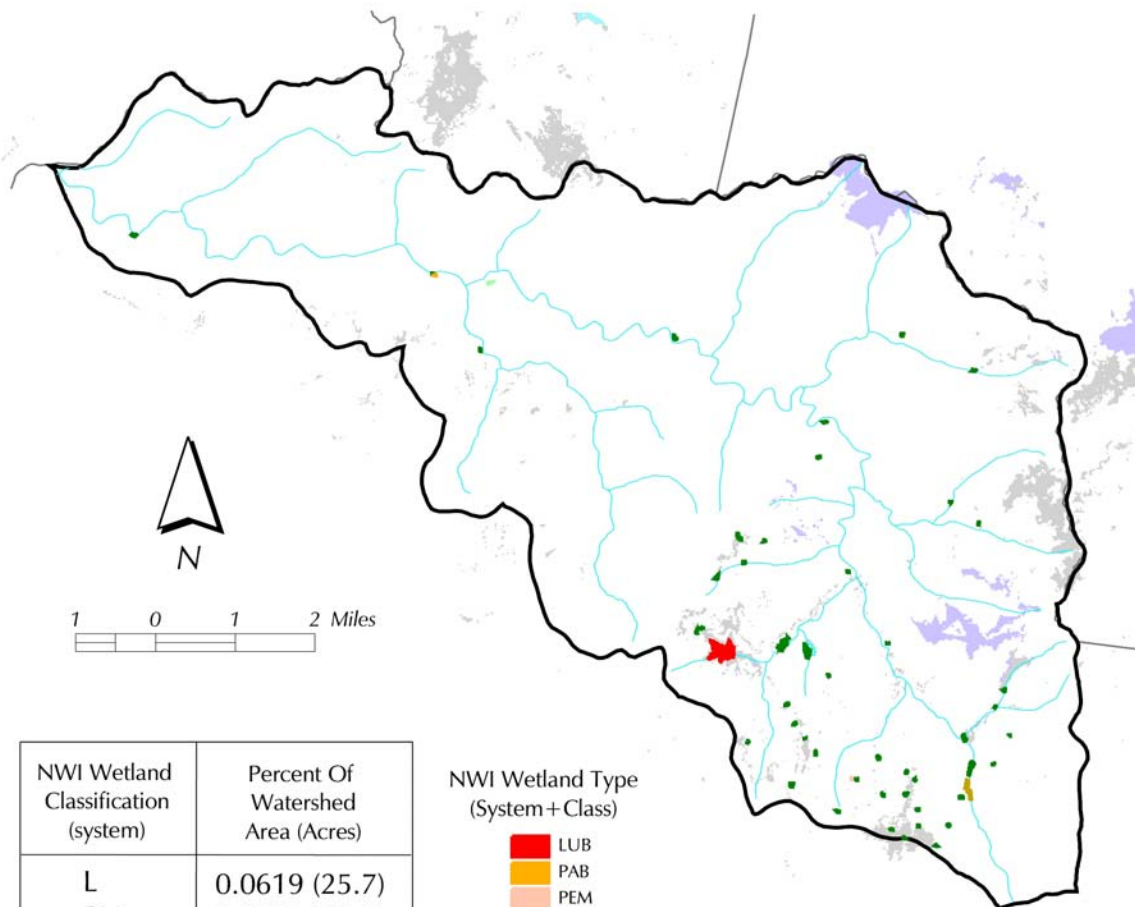 N
1 0 1 2 Miles
NWI Wetland
Classification
(system)
Percent Of
Watershed
Area (Acres)
L
0.0619 (25.7)
NWI Wetland Type
(System+Class)
LUB
PAB
PEM